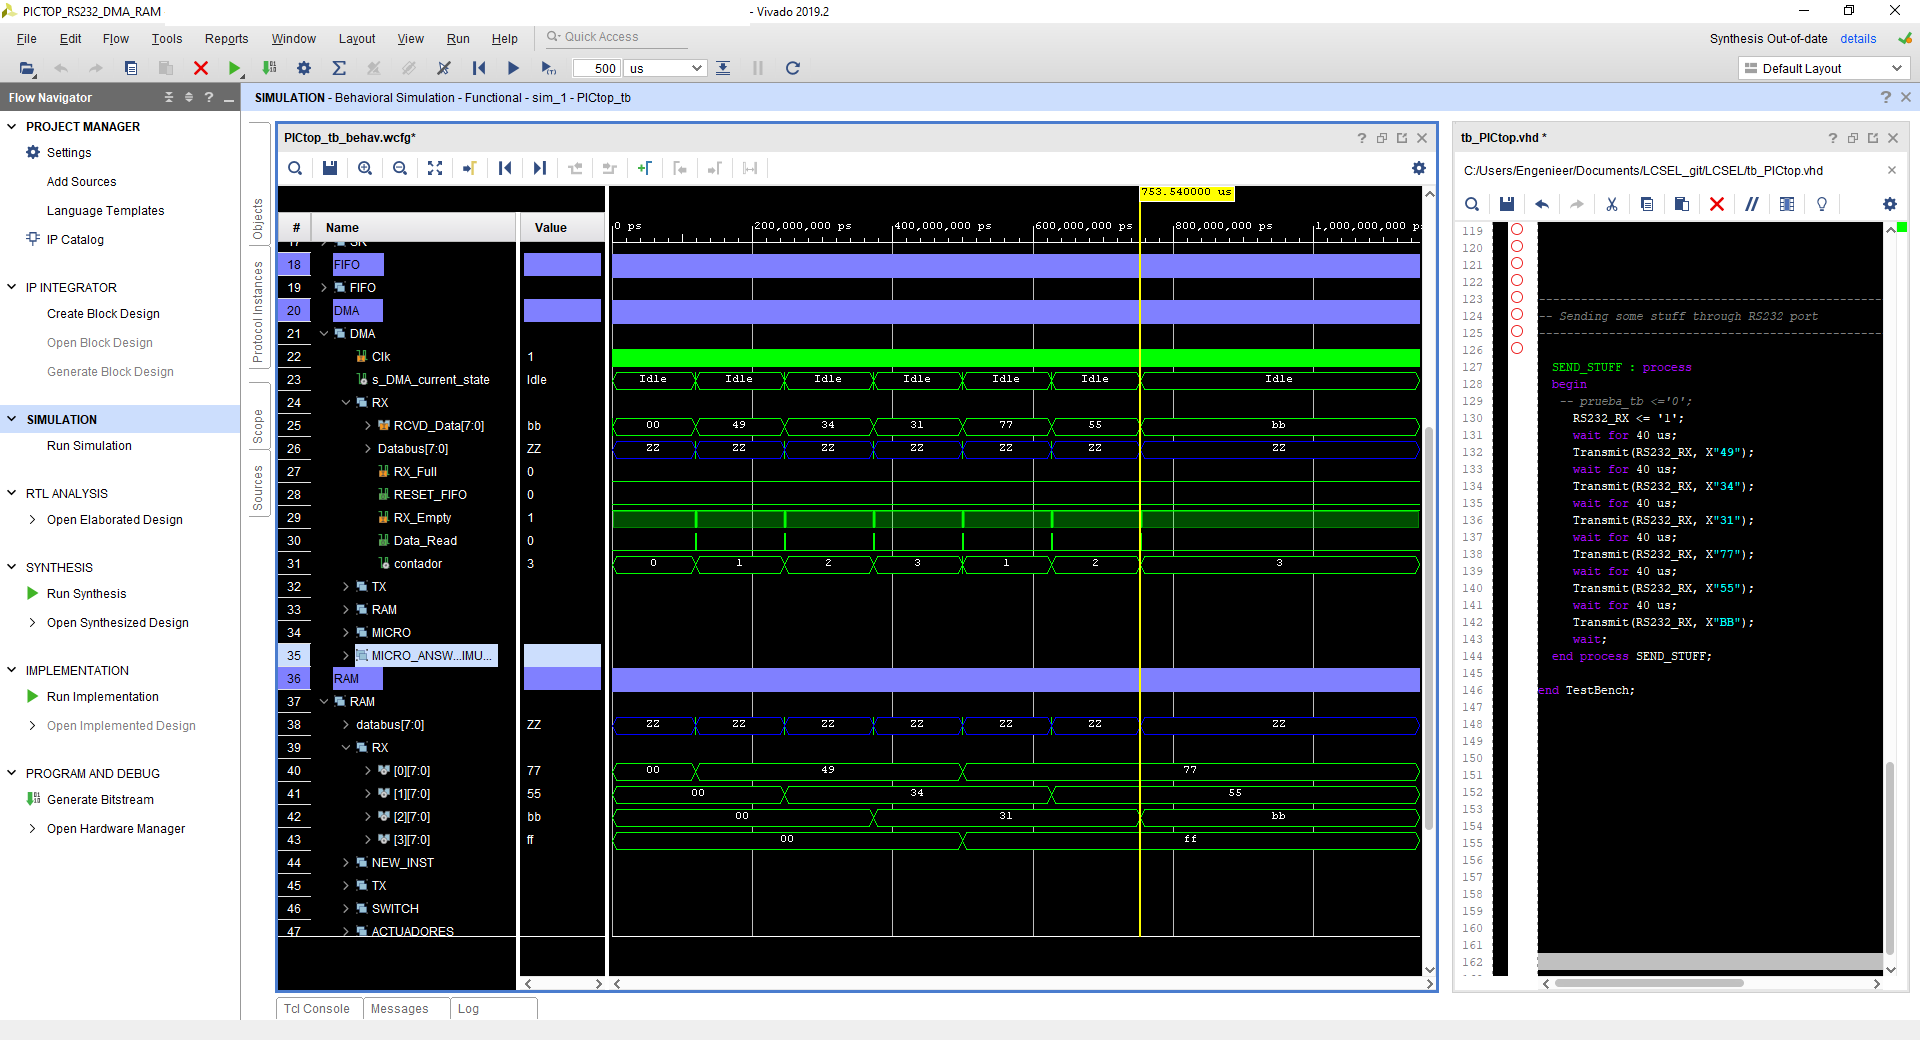 PICTOP_RS232_DMA_RAM
- Vivado 2019.2
File Edit Flow Tools Reports Window Layout View Run Help Quick Access
Synthesis Out-of-date details
500 us
Default Layout
Flow Navigator
SIMULATION - Behavioral Simulation - Functional - sim_1 - PICtop_tb
PROJECT MANAGER
Settings
Add Sources
Language Templates
IP Catalog
IP INTEGRATOR
Create Block Design
Open Block Design
Generate Block Design
SIMULATION
Run Simulation
RTL ANALYSIS
Open Elaborated Design
SYNTHESIS
Run Synthesis
Open Synthesized Design
IMPLEMENTATION
Run Implementation
Open Implemented Design
PROGRAM AND DEBUG
Generate Bitstream
Open Hardware Manager
Objects
Protocol Instances
Scope
Sources
PICtop_tb_behav.wcfg*
753.540000 us
# Name Value
0 ps 200,000,000 ps 400,000,000 ps 600,000,000 ps 800,000,000 ps 1,000,000,000 ps
17 SR
18 FIFO
19 FIFO
20 DMA
21 DMA
22 Clk 1
23 s_DMA_current_state Idle Idle Idle Idle Idle Idle Idle Idle
24 RX
25 RCVD_Data[7:0] bb 00 49 34 31 77 55 bb
26 Databus[7:0] ZZ ZZ ZZ ZZ ZZ ZZ ZZ ZZ
27 RX_Full 0
28 RESET_FIFO 0
29 RX_Empty 1
30 Data_Read 0
31 contador 3 0 1 2 3 1 2 3
32 TX
33 RAM
34 MICRO
35 MICRO_ANSW...IMU...
36 RAM
37 RAM
38 databus[7:0] ZZ ZZ ZZ ZZ ZZ ZZ ZZ ZZ
39 RX
40 [0][7:0] 77 00 49 77
41 [1][7:0] 55 00 34 55
42 [2][7:0] bb 00 31 bb
43 [3][7:0] ff 00 ff
44 NEW_INST
45 TX
46 SWITCH
47 ACTUADORES
Tcl Console Messages Log
tb_PICtop.vhd *
C:/Users/Engenieer/Documents/LCSEL_git/LCSEL/tb_PICtop.vhd
119
120
121
122
123 --------------------------------------------------
124 -- Sending some stuff through RS232 port
125 --------------------------------------------------
126
127 SEND_STUFF : process
128 begin
129 -- prueba_tb <='0';
130 RS232_RX <= '1';
131 wait for 40 us;
132 Transmit(RS232_RX, X"49");
133 wait for 40 us;
134 Transmit(RS232_RX, X"34");
135 wait for 40 us;
136 Transmit(RS232_RX, X"31");
137 wait for 40 us;
138 Transmit(RS232_RX, X"77");
139 wait for 40 us;
140 Transmit(RS232_RX, X"55");
141 wait for 40 us;
142 Transmit(RS232_RX, X"BB");
143 wait;
144 end process SEND_STUFF;
145
146 end TestBench;
147
148
149
150
151
152
153
154
155
156
157
158
159
160
161
162